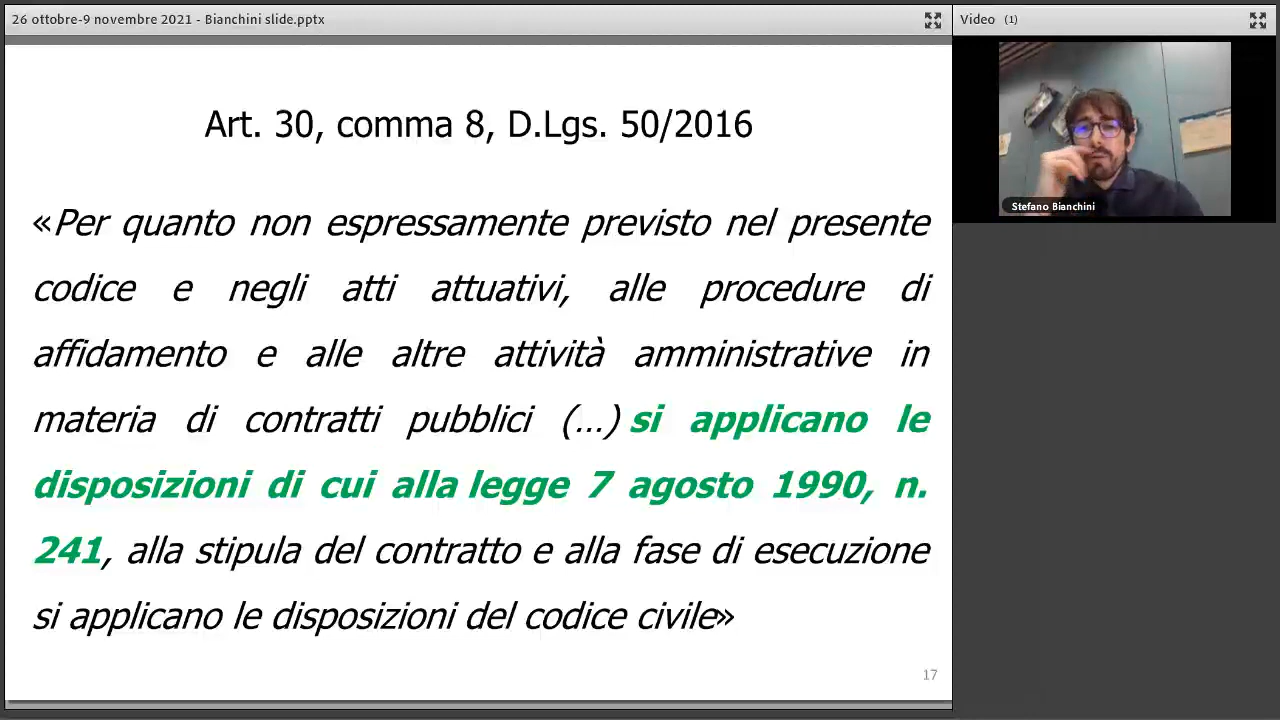 26 ottobre-9 novembre 2021 - Bianchini slide.pptx
Video (1)
Art. 30, comma 8, D.Lgs. 50/2016
«Per quanto non espressamente previsto nel presente
codice e negli atti attuativi, alle procedure di
affidamento e alle altre attività amministrative in
materia di contratti pubblici (…) si applicano le
disposizioni di cui alla legge 7 agosto 1990, n.
241, alla stipula del contratto e alla fase di esecuzione
si applicano le disposizioni del codice civile»
17
Stefano Bianchini